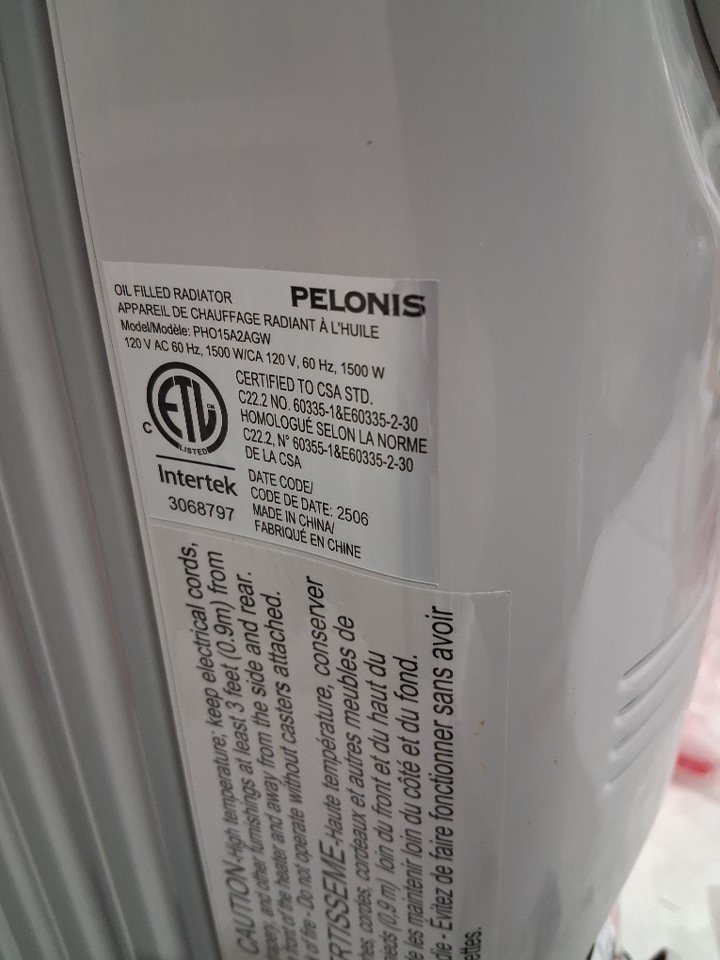 OIL FILLED RADIATOR PELONIS
APPAREIL DE CHAUFFAGE RADIANT À L'HUILE
Model/Modèle: PHO15A2AGW
120 V AC 60 Hz, 1500 W/CA 120 V, 60 Hz, 1500 W
CERTIFIED TO CSA STD.
C22.2 NO. 60335-1&E60335-2-30
HOMOLOGUÉ SELON LA NORME
C22.2, N° 60355-1&E60335-2-30
DE LA CSA
C ETL
LISTED
Intertek
3068797
DATE CODE/
CODE DE DATE: 2506
MADE IN CHINA/
FABRIQUÉ EN CHINE
CAUTION-High temperature; keep electrical cords,
and other furnishings at least 3 feet (0.9m) from
front of the heater and away from the side and rear.
of fire - Do not operate without casters attached.
-Haute température, conserver
cordes, cordeaux et autres meubles de
(0.9 m) loin du front et du haut du
les maintenir loin du côté et du fond.
- Évitez de faire fonctionner sans avoir